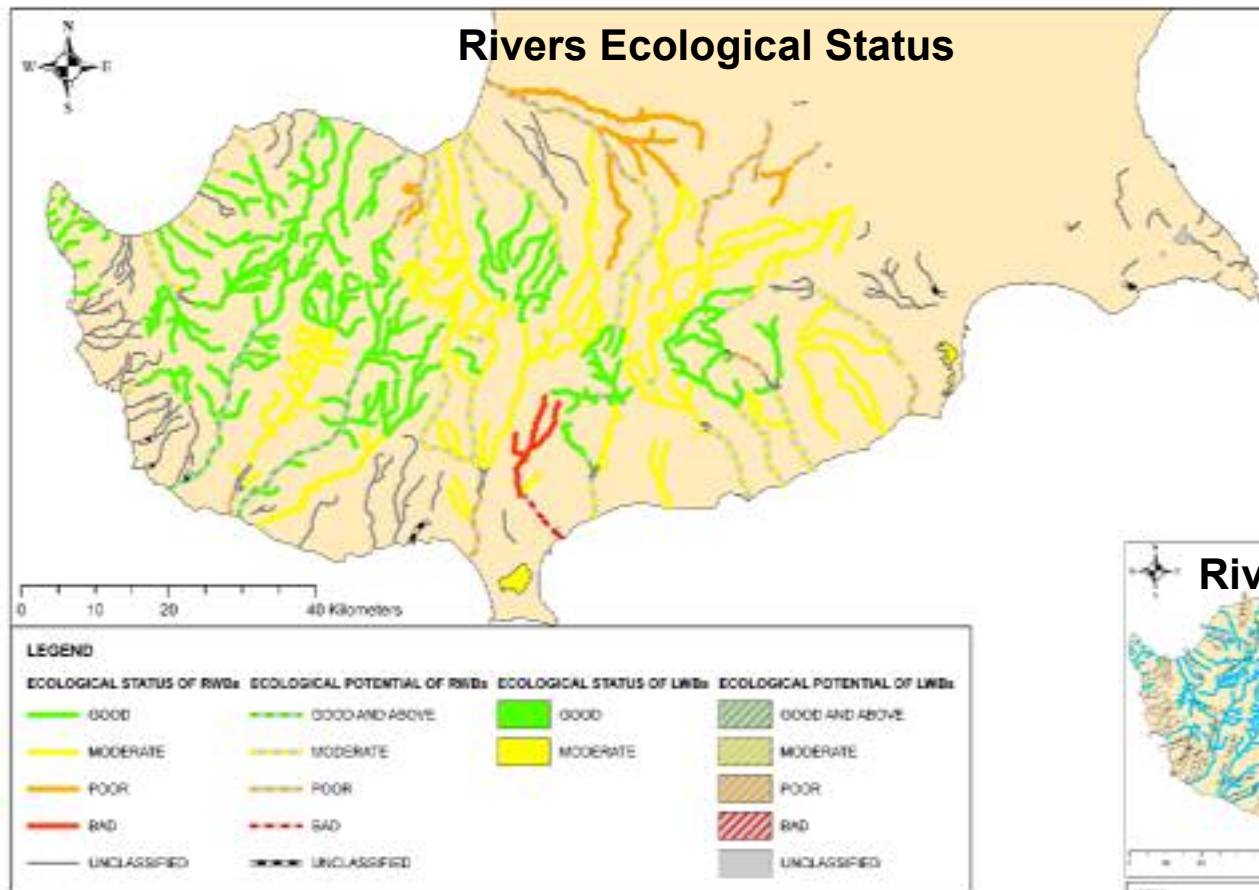 Rivers Ecological Status
N
W E
S
0 10 20 40 Kilometers
Riv
LEGEND
ECOLOGICAL STATUS OF RWBs ECOLOGICAL POTENTIAL OF RWBs ECOLOGICAL STATUS OF LWBs ECOLOGICAL POTENTIAL OF LWBs
GOOD GOOD AND ABOVE GOOD GOOD AND ABOVE
MODERATE MODERATE MODERATE MODERATE
POOR POOR POOR
BAD BAD BAD
UNCLASSIFIED UNCLASSIFIED UNCLASSIFIED